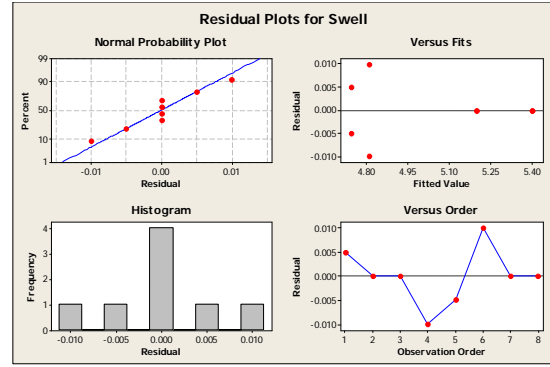 Residual Plots for Swell
Normal Probability Plot
99
90
50
10
1
Percent
-0.01 0.00 0.01
Residual
Versus Fits
0.010
0.005
0.000
-0.005
-0.010
Residual
4.80 4.95 5.10 5.25 5.40
Fitted Value
Histogram
4
3
2
1
0
Frequency
-0.010 -0.005 0.000 0.005 0.010
Residual
Versus Order
0.010
0.005
0.000
-0.005
-0.010
Residual
1 2 3 4 5 6 7 8
Observation Order